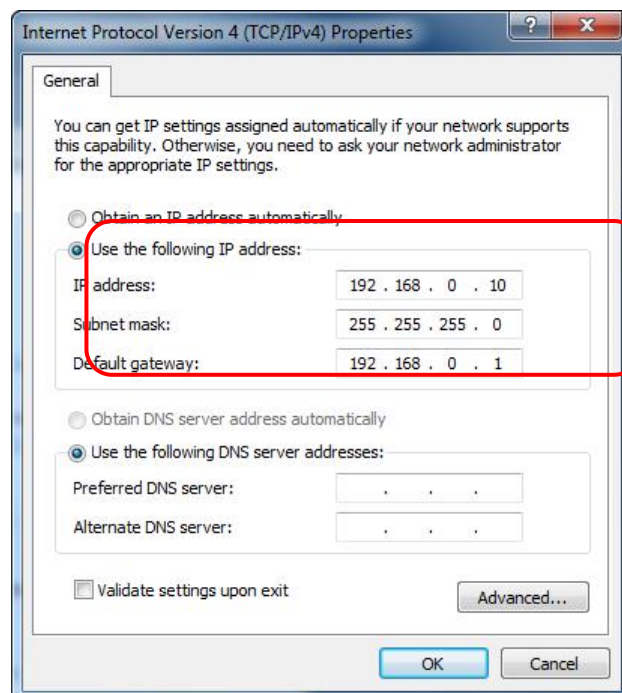 Internet Protocol Version 4 (TCP/IPv4) Properties
?
X
General
You can get IP settings assigned automatically if your network supports
this capability. Otherwise, you need to ask your network administrator
for the appropriate IP settings.
Obtain an IP address automatically
Use the following IP address:
IP address: 192 . 168 . 0 . 10
Subnet mask: 255 . 255 . 255 . 0
Default gateway: 192 . 168 . 0 . 1
Obtain DNS server address automatically
Use the following DNS server addresses:
Preferred DNS server: . . .
Alternate DNS server: . . .
Validate settings upon exit
Advanced...
OK Cancel